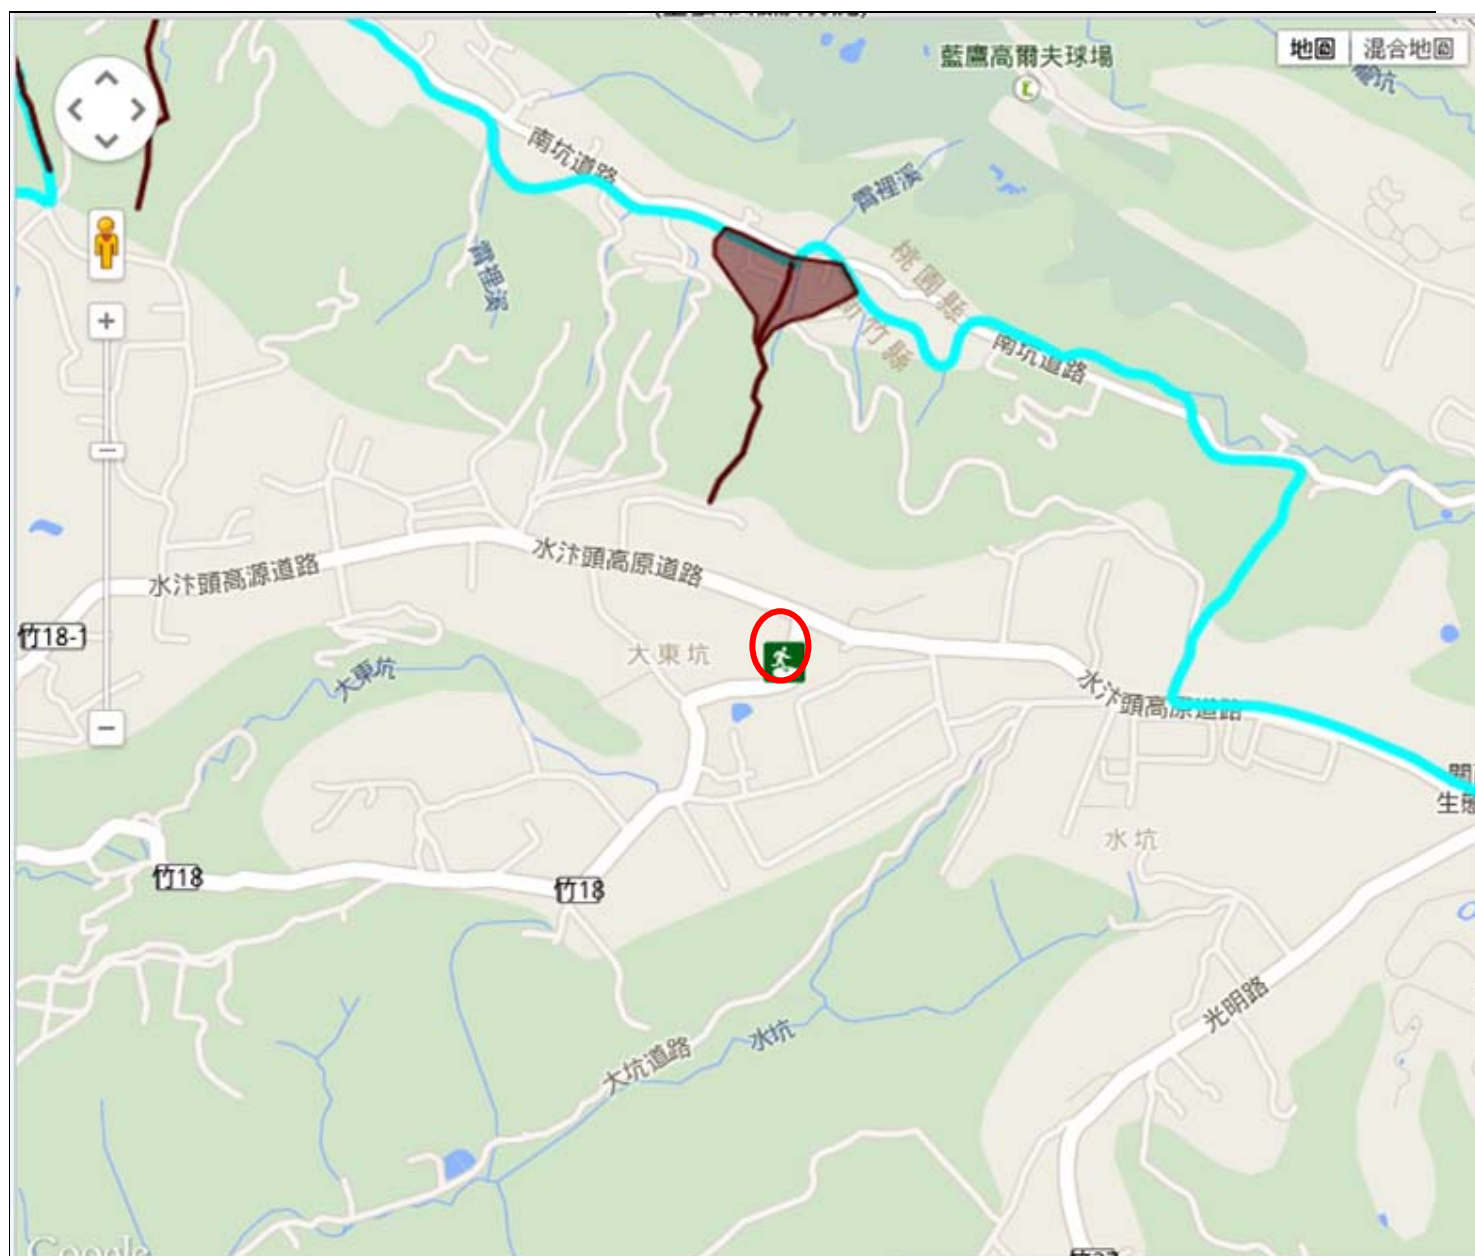 地圖
混合地圖
藍鷹高爾夫球場
南坑道路
霄裡溪
霄裡溪
桃園縣
新竹縣
南坑道路
水汴頭高源道路
水汴頭高原道路
竹18-1
大東坑
大東坑
水汴頭高原道路
水坑
竹18
竹18
光明路
水坑
大坑道路
Google